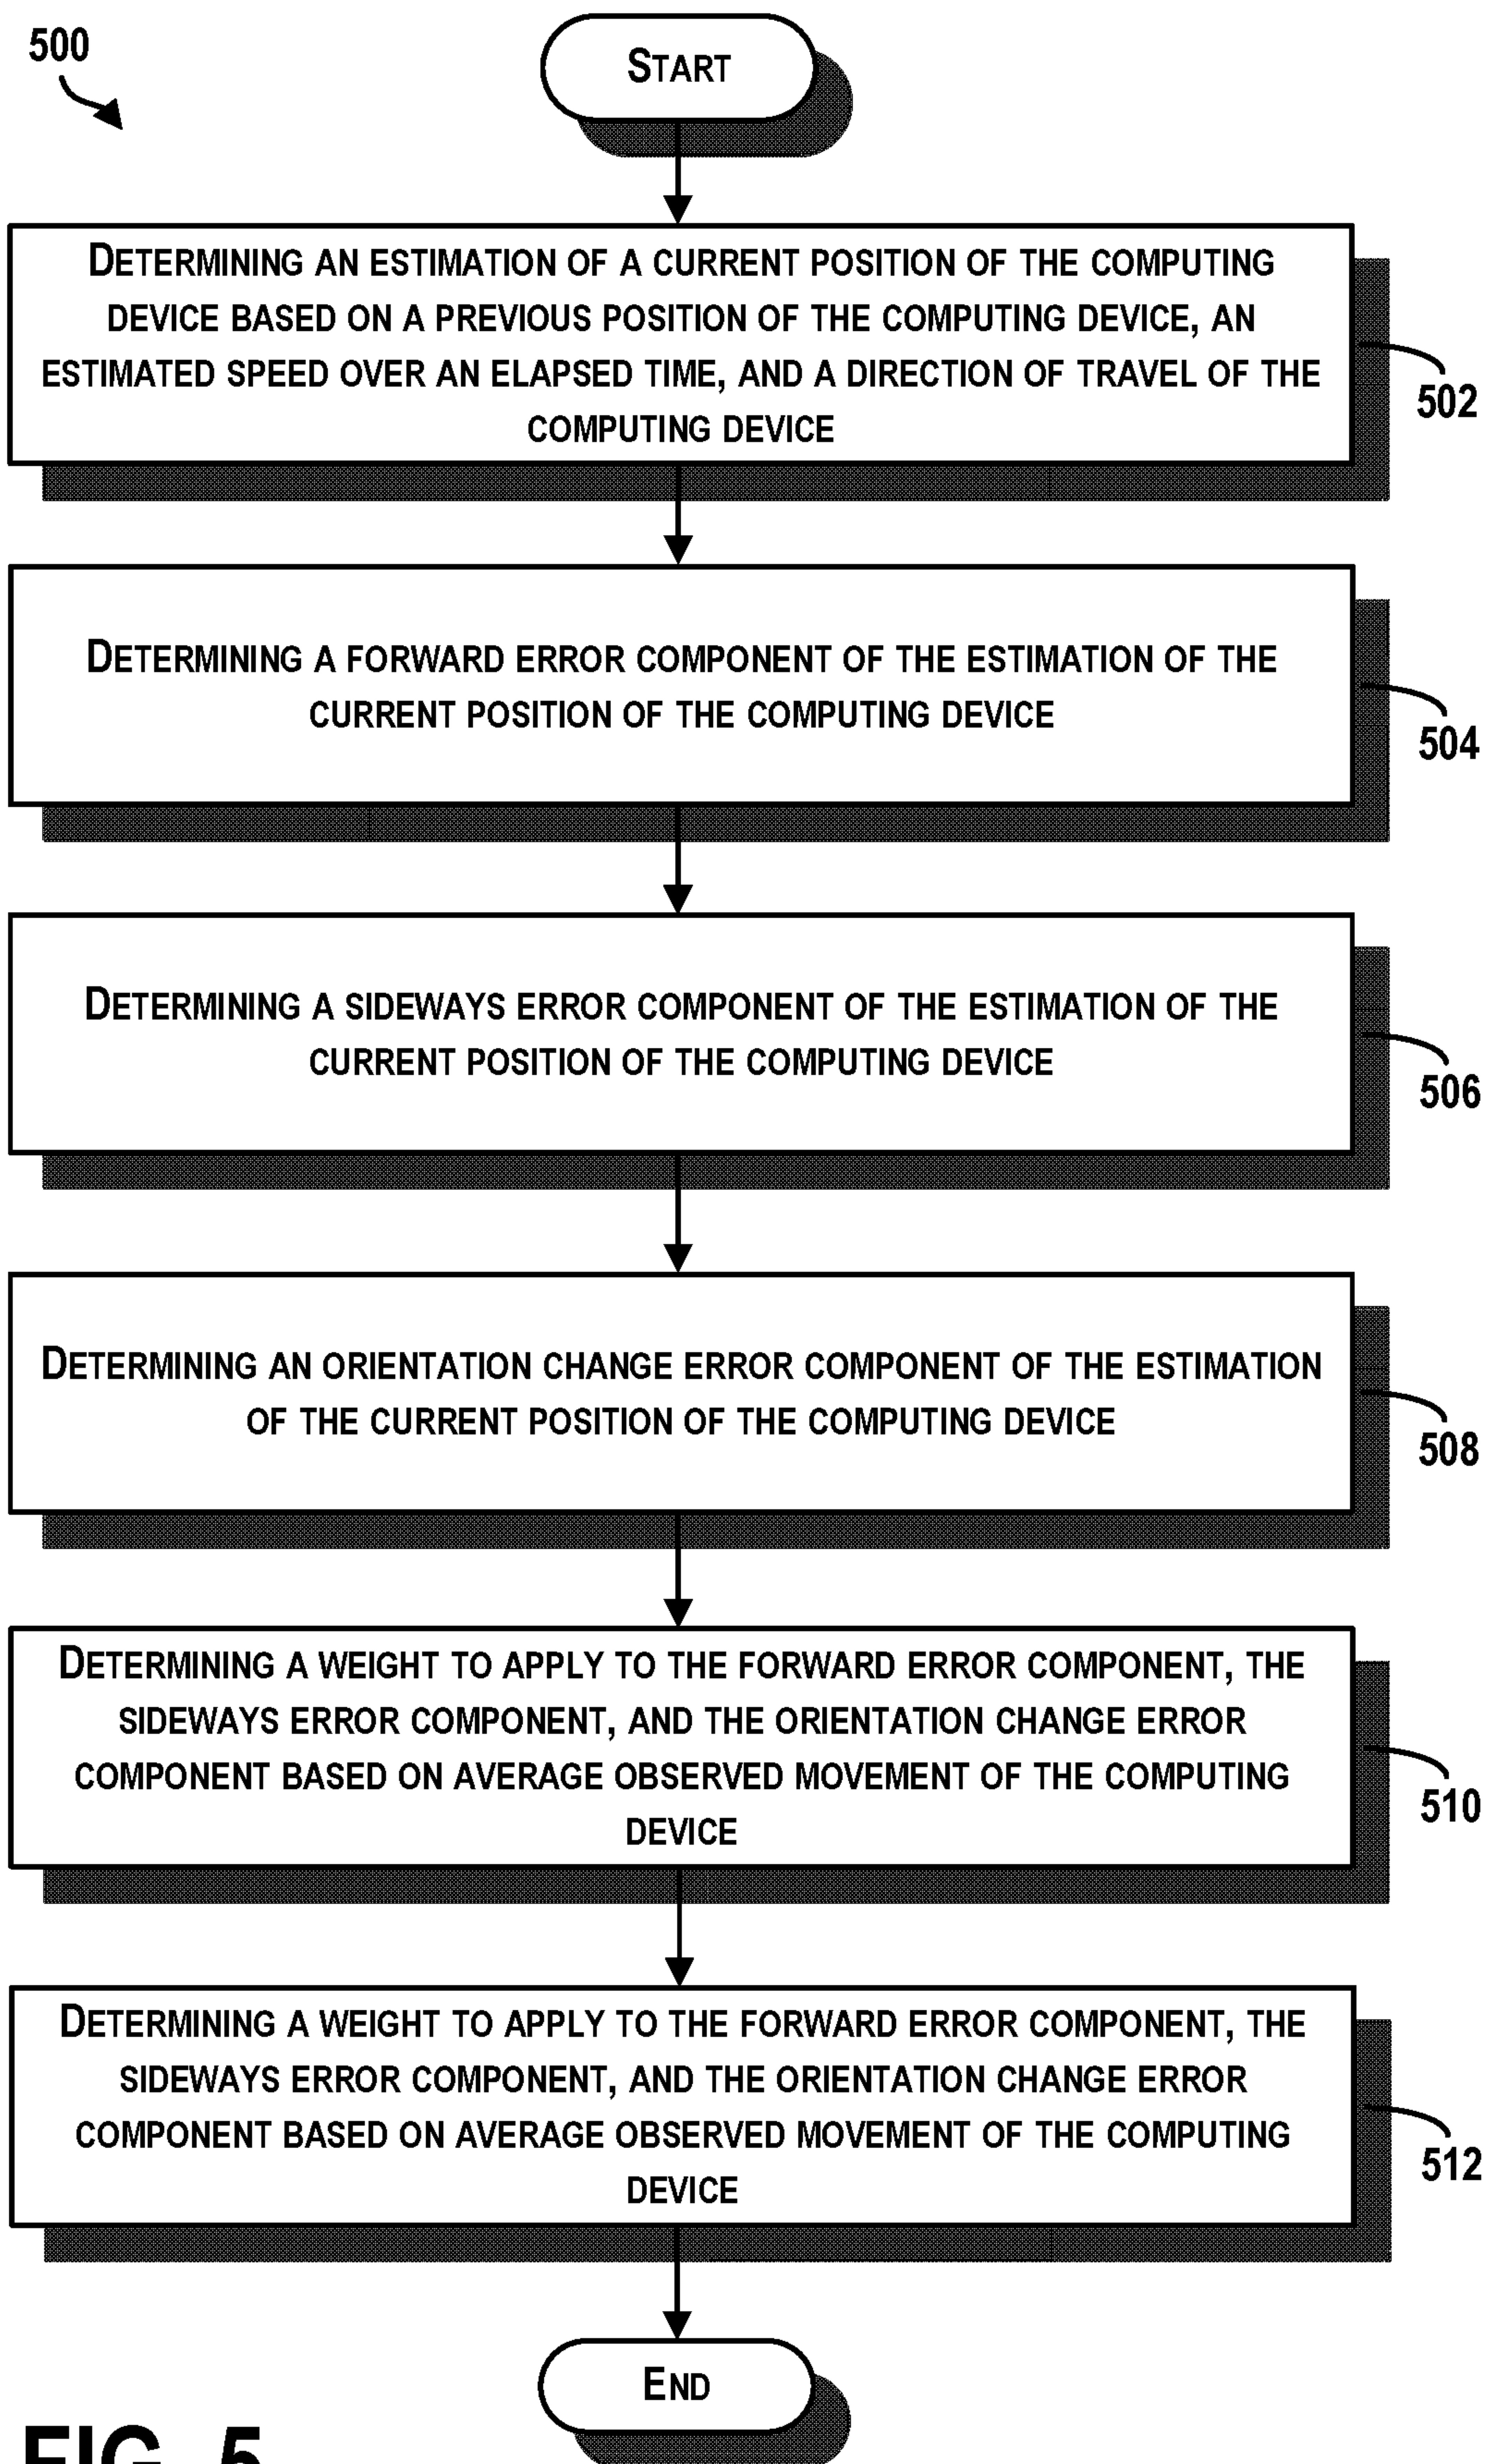 500
START
DETERMINING AN ESTIMATION OF A CURRENT POSITION OF THE COMPUTING
DEVICE BASED ON A PREVIOUS POSITION OF THE COMPUTING DEVICE, AN
ESTIMATED SPEED OVER AN ELAPSED TIME, AND A DIRECTION OF TRAVEL OF THE
COMPUTING DEVICE
502
DETERMINING A FORWARD ERROR COMPONENT OF THE ESTIMATION OF THE
CURRENT POSITION OF THE COMPUTING DEVICE
504
DETERMINING A SIDEWAYS ERROR COMPONENT OF THE ESTIMATION OF THE
CURRENT POSITION OF THE COMPUTING DEVICE
506
DETERMINING AN ORIENTATION CHANGE ERROR COMPONENT OF THE ESTIMATION
OF THE CURRENT POSITION OF THE COMPUTING DEVICE
508
DETERMINING A WEIGHT TO APPLY TO THE FORWARD ERROR COMPONENT, THE
SIDEWAYS ERROR COMPONENT, AND THE ORIENTATION CHANGE ERROR
COMPONENT BASED ON AVERAGE OBSERVED MOVEMENT OF THE COMPUTING
DEVICE
510
DETERMINING A WEIGHT TO APPLY TO THE FORWARD ERROR COMPONENT, THE
SIDEWAYS ERROR COMPONENT, AND THE ORIENTATION CHANGE ERROR
COMPONENT BASED ON AVERAGE OBSERVED MOVEMENT OF THE COMPUTING
DEVICE
512
END
FIG. 5